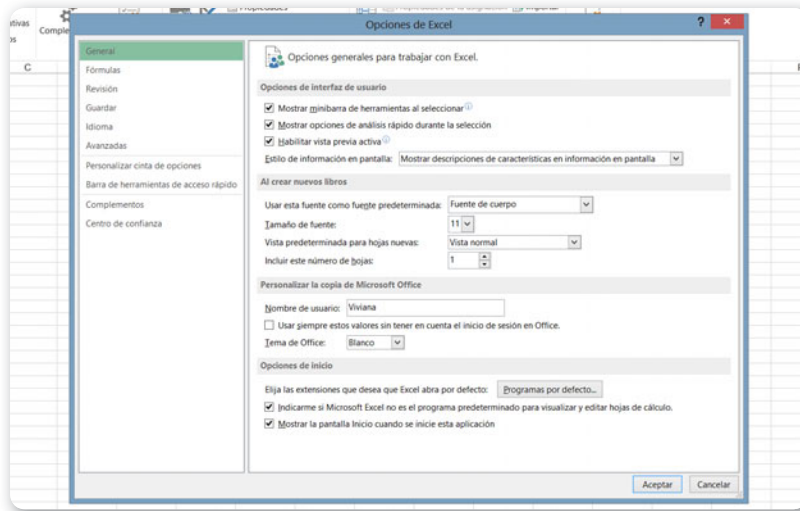 Opciones de Excel
? ×
ativas
os
Comple
C
General
Fórmulas
Revisión
Guardar
Idioma
Avanzadas
Personalizar cinta de opciones
Barra de herramientas de acceso rápido
Complementos
Centro de confianza
Opciones generales para trabajar con Excel.
Opciones de interfaz de usuario
Mostrar minibarra de herramientas al seleccionar
Mostrar opciones de análisis rápido durante la selección
Habilitar vista previa activa
Estilo de información en pantalla: Mostrar descripciones de características en información en pantalla
Al crear nuevos libros
Usar esta fuente como fuente predeterminada: Fuente de cuerpo
Tamaño de fuente: 11
Vista predeterminada para hojas nuevas: Vista normal
Incluir este número de hojas: 1
Personalizar la copia de Microsoft Office
Nombre de usuario: Viviana
Usar siempre estos valores sin tener en cuenta el inicio de sesión en Office.
Tema de Office: Blanco
Opciones de inicio
Elija las extensiones que desea que Excel abra por defecto: Programas por defecto...
Indicarme si Microsoft Excel no es el programa predeterminado para visualizar y editar hojas de cálculo.
Mostrar la pantalla Inicio cuando se inicie esta aplicación
Aceptar Cancelar